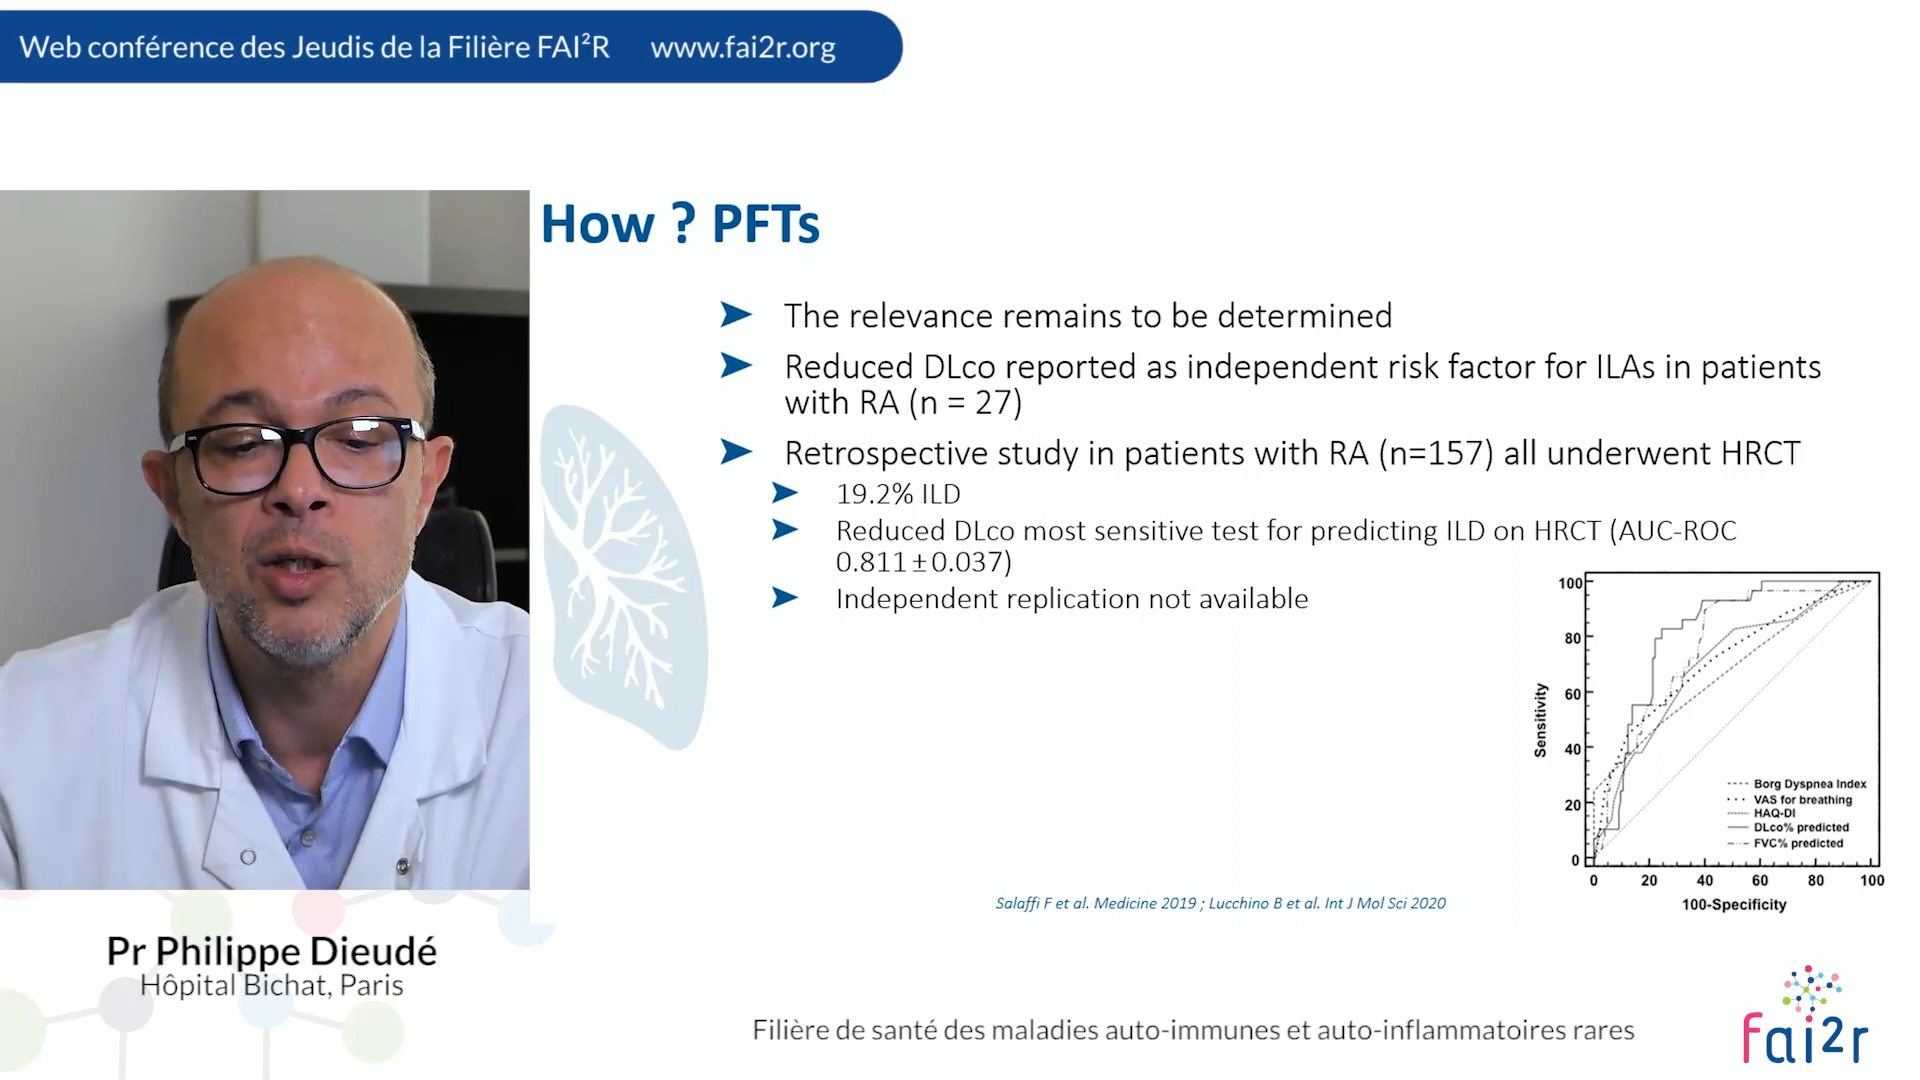 Web conférence des Jeudis de la Filière FAI²R www.fai2r.org
How ? PFTs
The relevance remains to be determined
Reduced DLco reported as independent risk factor for ILAs in patients
with RA (n = 27)
Retrospective study in patients with RA (n=157) all underwent HRCT
19.2% ILD
Reduced DLco most sensitive test for predicting ILD on HRCT (AUC-ROC
0.811±0.037)
Independent replication not available
100
80
60
40
20
0
Sensitivity
Borg Dyspnea Index
VAS for breathing
HAQ-DI
DLco% predicted
FVC% predicted
0 20 40 60 80 100
100-Specificity
Salaffi F et al. Medicine 2019 ; Lucchino B et al. Int J Mol Sci 2020
Pr Philippe Dieudé
Hôpital Bichat, Paris
Filière de santé des maladies auto-immunes et auto-inflammatoires rares
fai2r